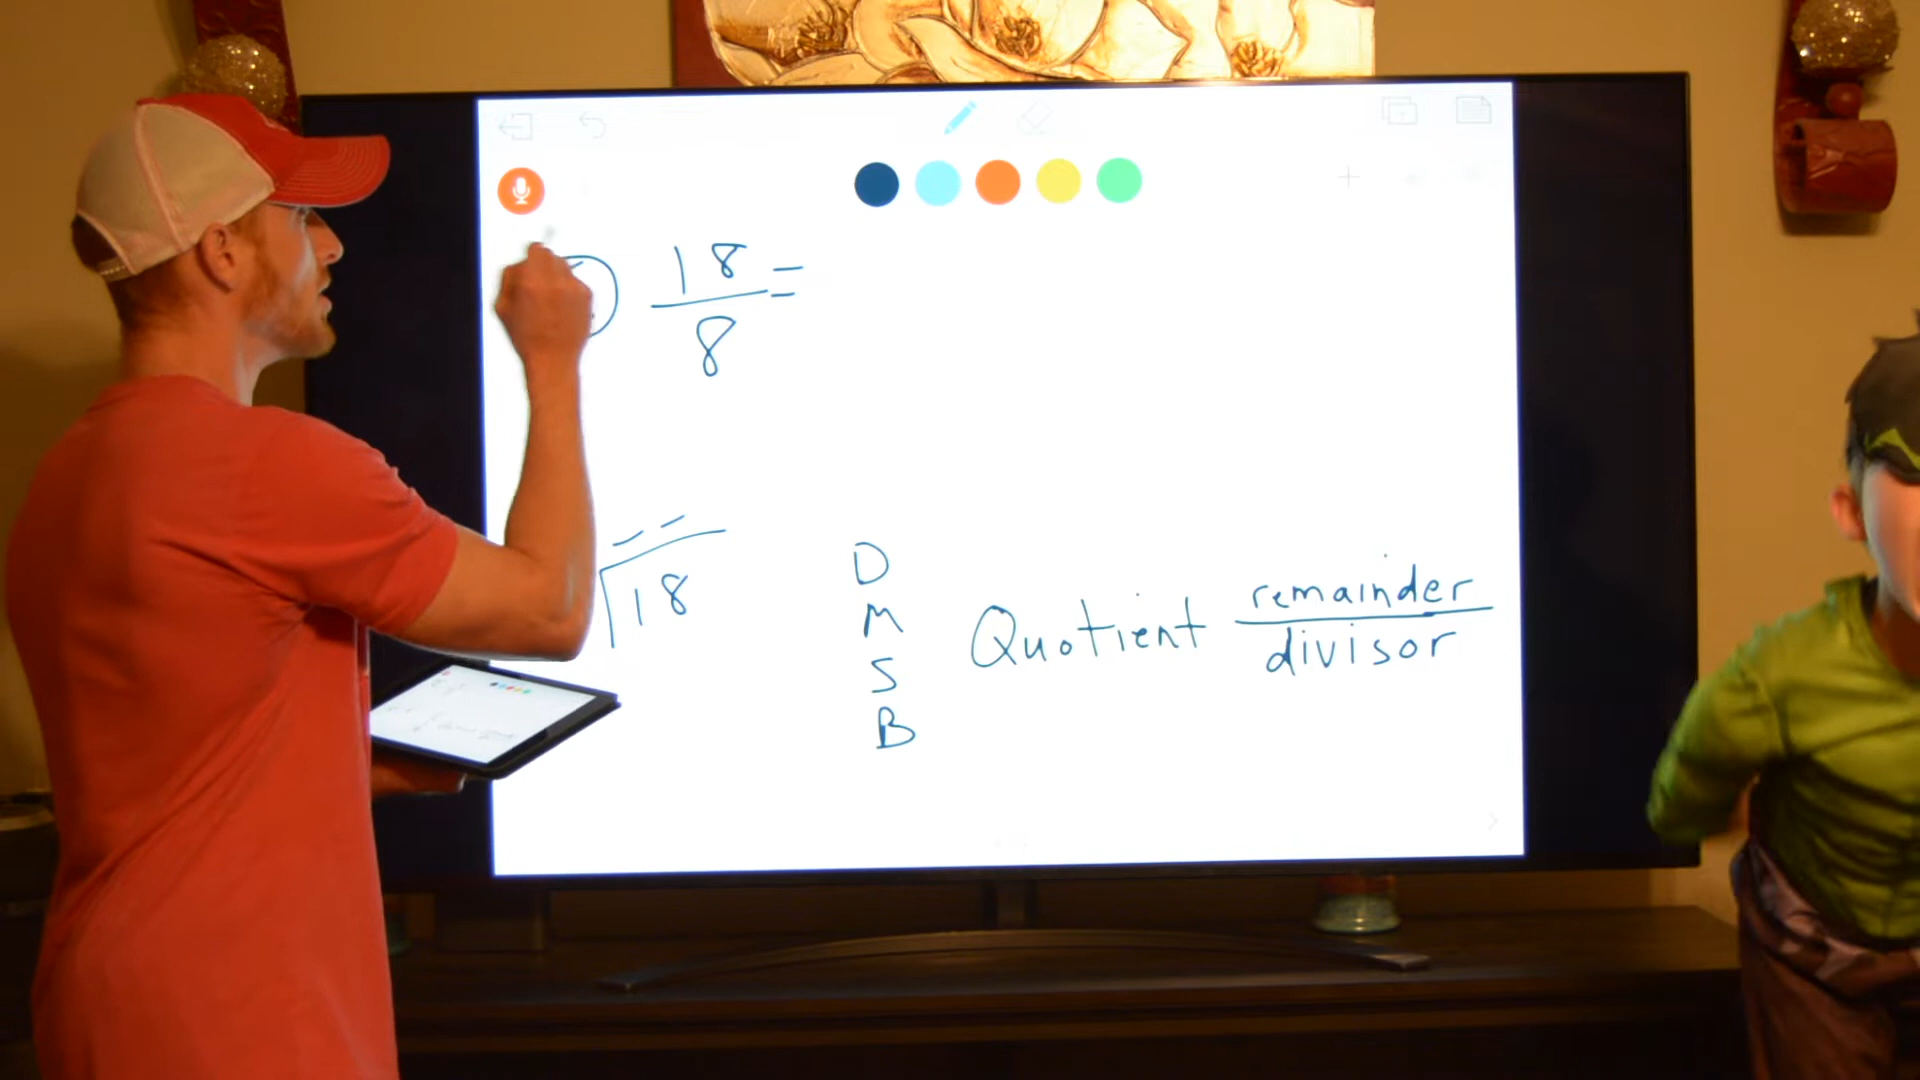 18
8
=
18
D
M
S
B
Quotient
remainder
divisor